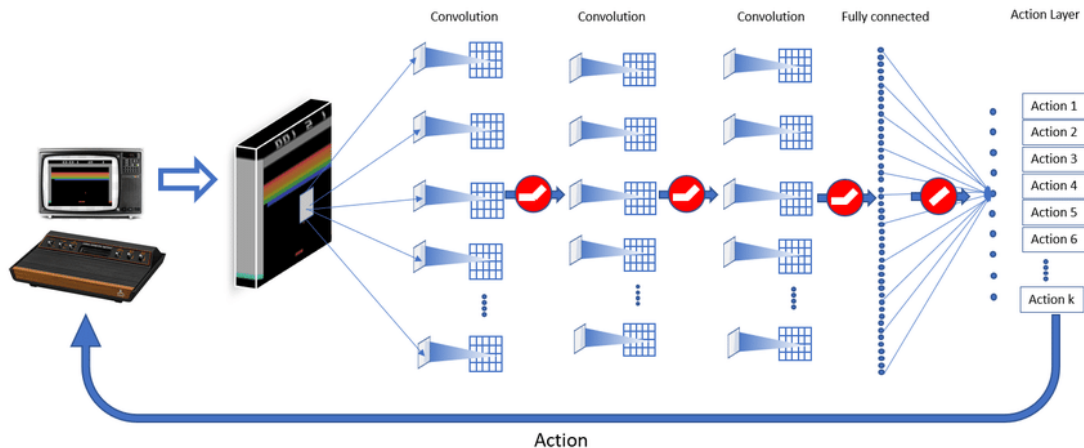 Convolution
Convolution
Convolution
Fully connected
Action Layer
Action 1
Action 2
Action 3
Action 4
Action 5
Action 6
Action k
Action